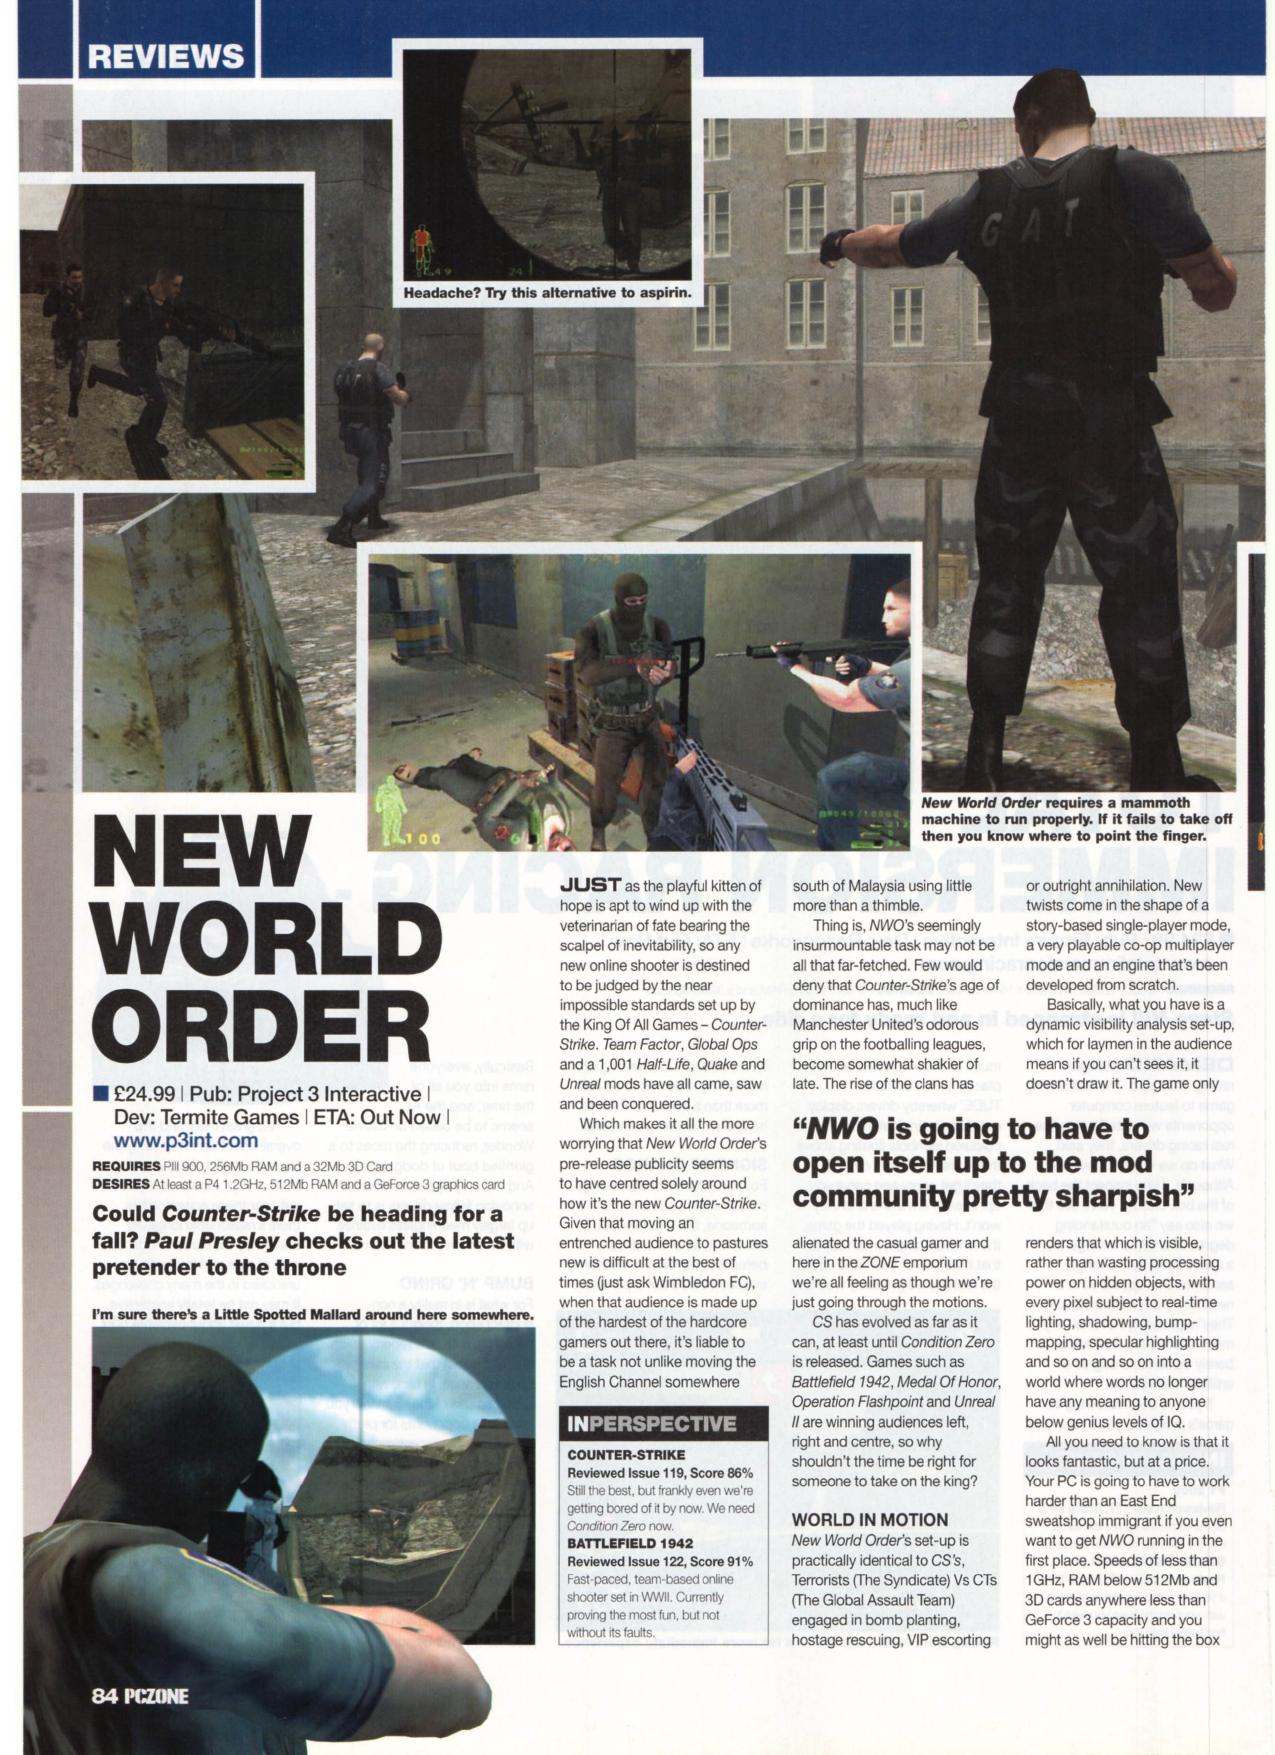 REVIEWS
Headache? Try this alternative to aspirin.
GAT
100
New World Order requires a mammoth
machine to run properly. If it fails to take off
then you know where to point the finger.
NEW
WORLD
ORDER
£24.99 | Pub: Project 3 Interactive |
Dev: Termite Games | ETA: Out Now |
www.p3int.com
REQUIRES PIII 900, 256Mb RAM and a 32Mb 3D Card
DESIRES At least a P4 1.2GHz, 512Mb RAM and a GeForce 3 graphics card
Could Counter-Strike be heading for a
fall? Paul Presley checks out the latest
pretender to the throne
I'm sure there's a Little Spotted Mallard around here somewhere.
JUST as the playful kitten of
hope is apt to wind up with the
veterinarian of fate bearing the
scalpel of inevitability, so any
new online shooter is destined
to be judged by the near
impossible standards set up by
the King Of All Games – Counter-
Strike. Team Factor, Global Ops
and a 1,001 Half-Life, Quake and
Unreal mods have all came, saw
and been conquered.
Which makes it all the more
worrying that New World Order's
pre-release publicity seems
to have centred solely around
how it's the new Counter-Strike.
Given that moving an
entrenched audience to pastures
new is difficult at the best of
times (just ask Wimbledon FC),
when that audience is made up
of the hardest of the hardcore
gamers out there, it's liable to
be a task not unlike moving the
English Channel somewhere
INPERSPECTIVE
COUNTER-STRIKE
Reviewed Issue 119, Score 86%
Still the best, but frankly even we're
getting bored of it by now. We need
Condition Zero now.
BATTLEFIELD 1942
Reviewed Issue 122, Score 91%
Fast-paced, team-based online
shooter set in WWII. Currently
proving the most fun, but not
without its faults.
south of Malaysia using little
more than a thimble.
Thing is, NWO's seemingly
insurmountable task may not be
all that far-fetched. Few would
deny that Counter-Strike's age of
dominance has, much like
Manchester United's odorous
grip on the footballing leagues,
become somewhat shakier of
late. The rise of the clans has
"NWO is going to have to
open itself up to the mod
community pretty sharpish"
alienated the casual gamer and
here in the ZONE emporium
we're all feeling as though we're
just going through the motions.
CS has evolved as far as it
can, at least until Condition Zero
is released. Games such as
Battlefield 1942, Medal Of Honor,
Operation Flashpoint and Unreal
II are winning audiences left,
right and centre, so why
shouldn't the time be right for
someone to take on the king?
WORLD IN MOTION
New World Order's set-up is
practically identical to CS's,
Terrorists (The Syndicate) Vs CTs
(The Global Assault Team)
engaged in bomb planting,
hostage rescuing, VIP escorting
or outright annihilation. New
twists come in the shape of a
story-based single-player mode,
a very playable co-op multiplayer
mode and an engine that's been
developed from scratch.
Basically, what you have is a
dynamic visibility analysis set-up,
which for laymen in the audience
means if you can't see it, it
doesn't draw it. The game only
renders that which is visible,
rather than wasting processing
power on hidden objects, with
every pixel subject to real-time
lighting, shadowing, bump-
mapping, specular highlighting
and so on and so on into a
world where words no longer
have any meaning to anyone
below genius levels of IQ.
All you need to know is that it
looks fantastic, but at a price.
Your PC is going to have to work
harder than an East End
sweatshop immigrant if you even
want to get NWO running in the
first place. Speeds of less than
1GHz, RAM below 512Mb and
3D cards anywhere less than
GeForce 3 capacity and you
might as well be hitting the box
84 PCZONE